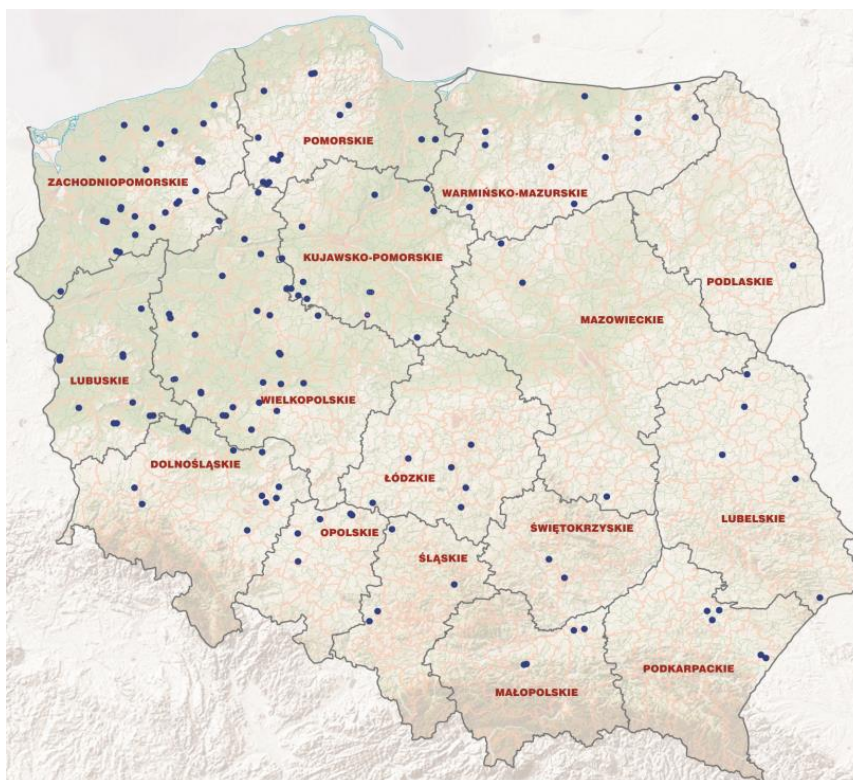 POMORSKIE
ZACHODNIOPOMORSKIE
WARMIŃSKO-MAZURSKIE
KUJAWSKO-POMORSKIE
PODLASKIE
MAZOWIECKIE
LUBUSKIE
WIELKOPOLSKIE
DOLNOŚLĄSKIE
ŁÓDZKIE
LUBELSKIE
OPOLSKIE
ŚWIĘTOKRZYSKIE
ŚLĄSKIE
PODKARPACKIE
MAŁOPOLSKIE